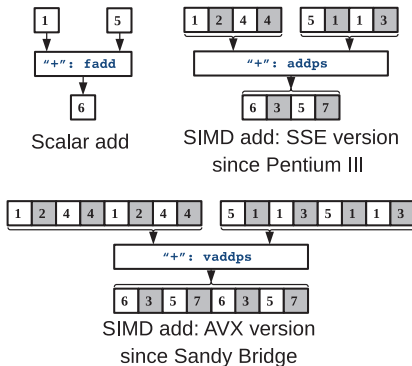 1 5
"+": fadd
6
Scalar add
1 2 4 4 5 1 1 3
"+": addps
6 3 5 7
SIMD add: SSE version
since Pentium III
1 2 4 4 1 2 4 4 5 1 1 3 5 1 1 3
"+": vaddps
6 3 5 7 6 3 5 7
SIMD add: AVX version
since Sandy Bridge